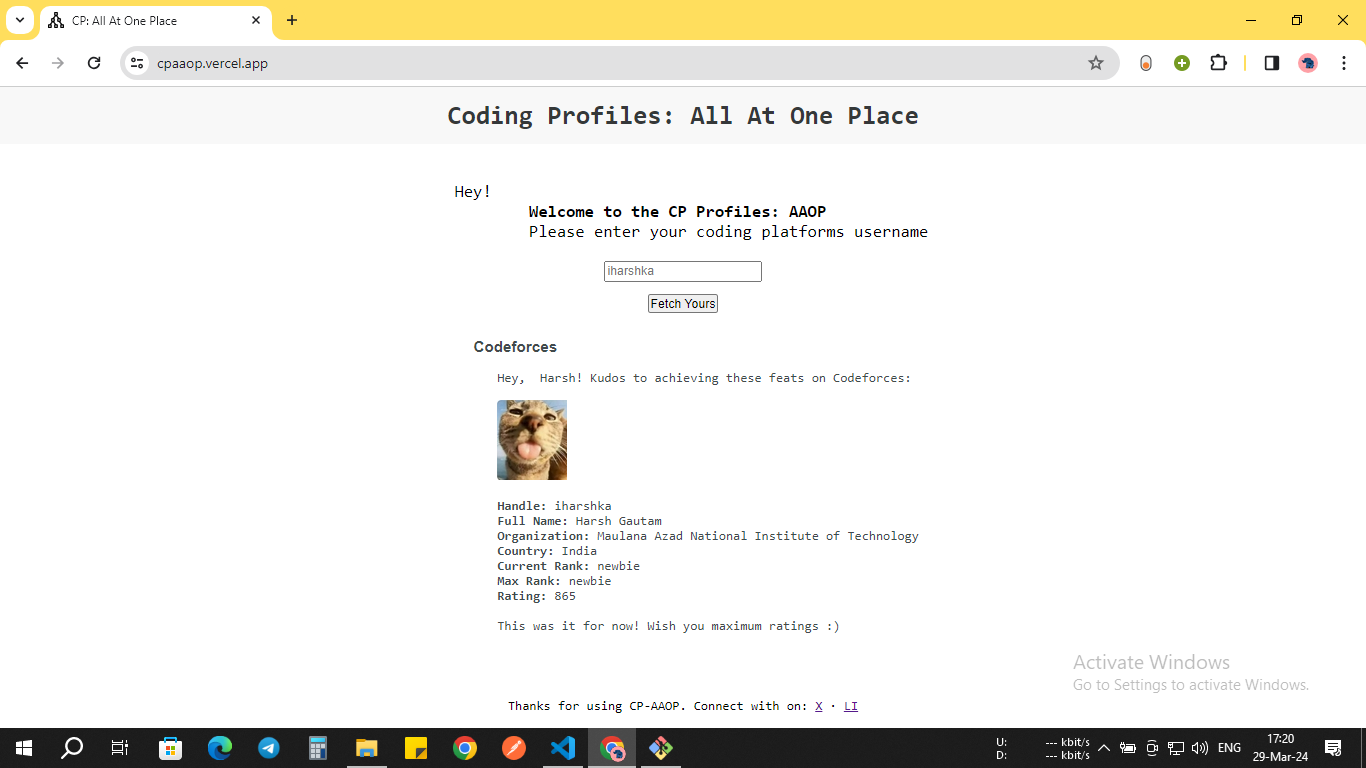 CP: All At One Place
cpaaop.vercel.app
Coding Profiles: All At One Place
Hey!
Welcome to the CP Profiles: AAOP
Please enter your coding platforms username
iharshka
Fetch Yours
Codeforces
Hey,  Harsh! Kudos to achieving these feats on Codeforces:
Handle: iharshka
Full Name: Harsh Gautam
Organization: Maulana Azad National Institute of Technology
Country: India
Current Rank: newbie
Max Rank: newbie
Rating: 865
This was it for now! Wish you maximum ratings :)
Activate Windows
Go to Settings to activate Windows.
Thanks for using CP-AAOP. Connect with on: X · LI
U: --- kbit/s
D: --- kbit/s
ENG
17:20
29-Mar-24